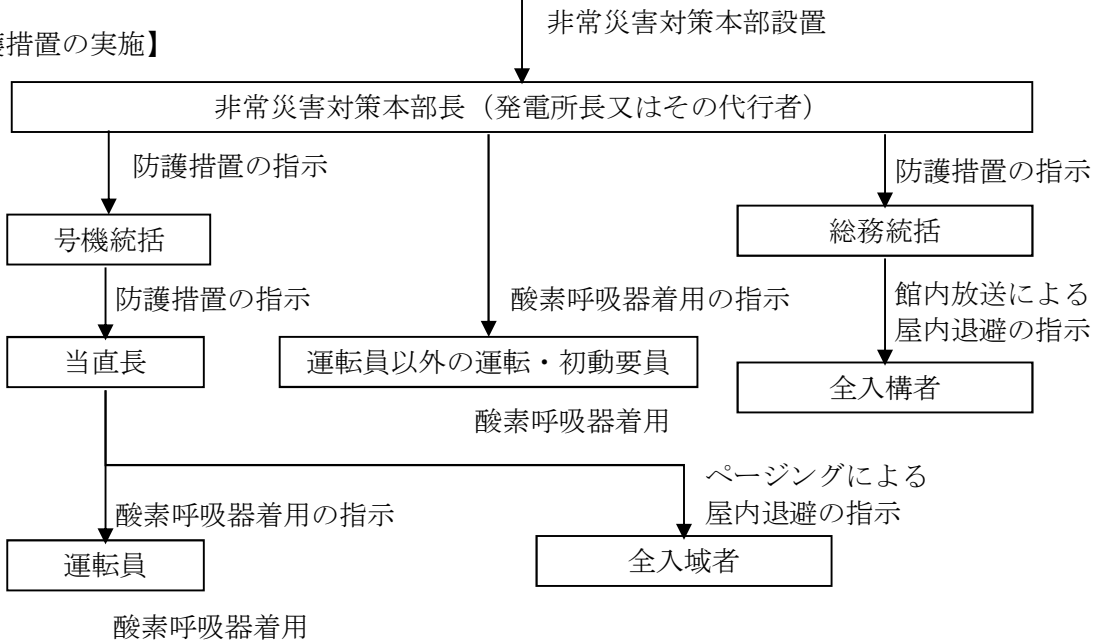 非常災害対策本部設置
護措置の実施】
非常災害対策本部長（発電所長又はその代行者）
防護措置の指示
防護措置の指示
号機統括
総務統括
防護措置の指示
酸素呼吸器着用の指示
館内放送による
屋内退避の指示
当直長
運転員以外の運転・初動要員
全入構者
酸素呼吸器着用
ページングによる
屋内退避の指示
酸素呼吸器着用の指示
運転員
全入域者
酸素呼吸器着用